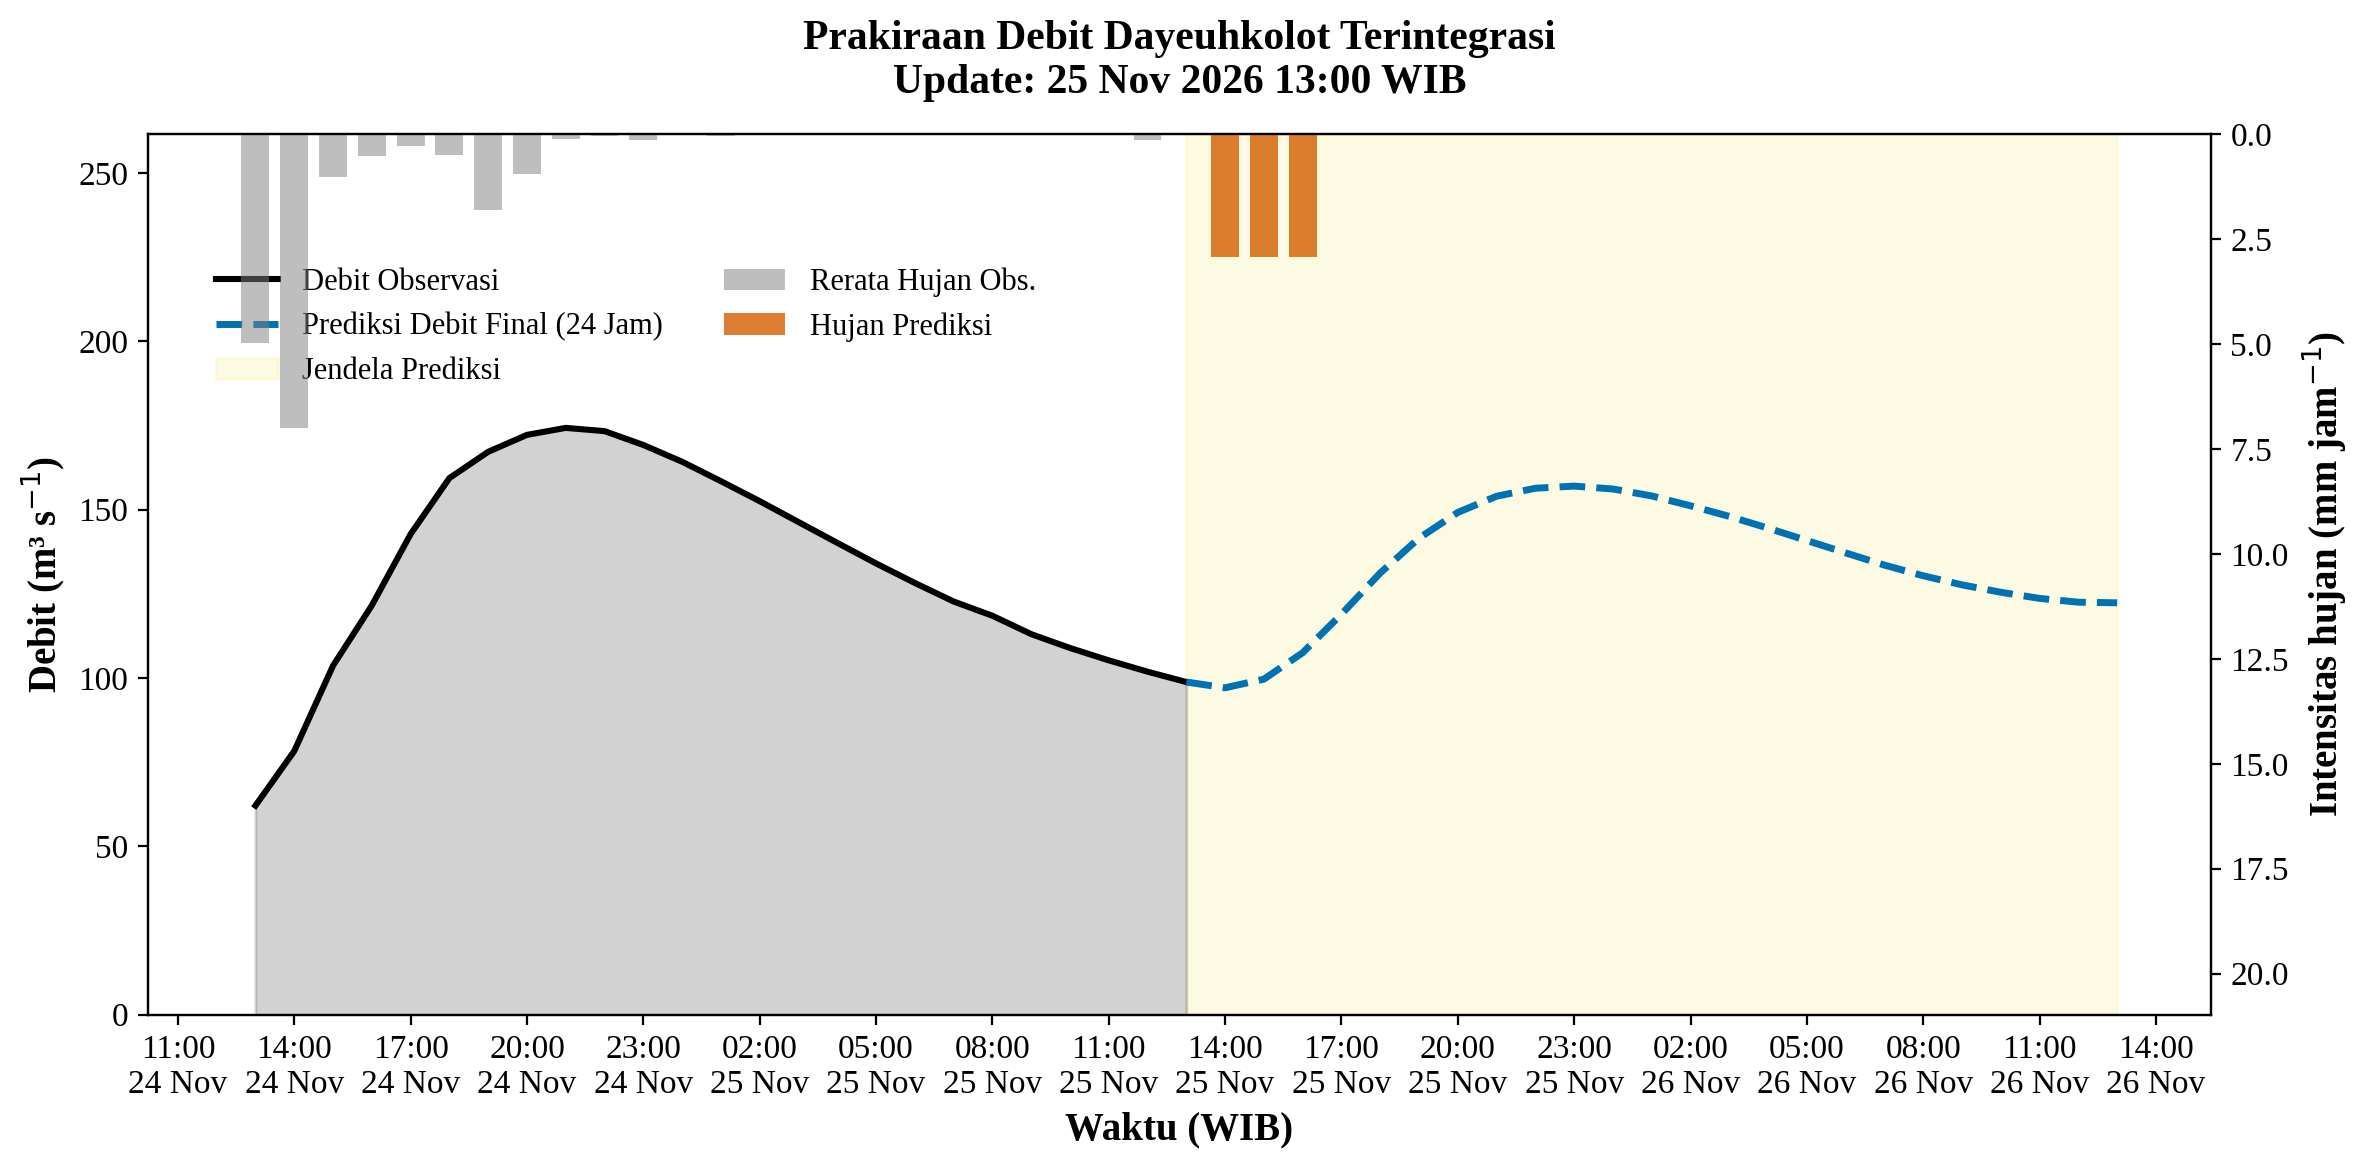 Prakiraan Debit Dayeuhkolot Terintegrasi
Update: 25 Nov 2026 13:00 WIB
Debit (m³ s⁻¹)
250
200
150
100
50
0
Debit Observasi
Prediksi Debit Final (24 Jam)
Jendela Prediksi
Rerata Hujan Obs.
Hujan Prediksi
0.0
2.5
5.0
7.5
10.0
12.5
15.0
17.5
20.0
Intensitas hujan (mm jam⁻¹)
11:00 14:00 17:00 20:00 23:00 02:00 05:00 08:00 11:00 14:00 17:00 20:00 23:00 02:00 05:00 08:00 11:00 14:00
24 Nov 24 Nov 24 Nov 24 Nov 24 Nov 25 Nov 25 Nov 25 Nov 25 Nov 25 Nov 25 Nov 25 Nov 25 Nov 26 Nov 26 Nov 26 Nov 26 Nov 26 Nov
Waktu (WIB)